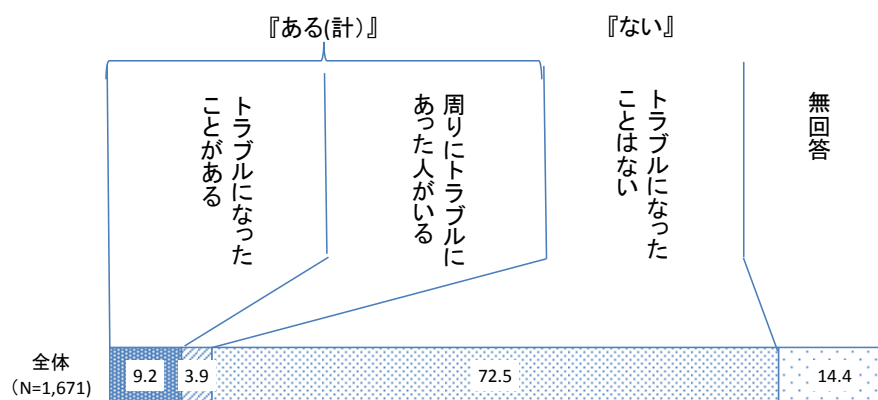 『ある(計)』
『ない』
トラブルになった
ことがある
周りにトラブルに
あった人がいる
トラブルになった
ことはない
無回答
全体
(N=1,671)
9.2
3.9
72.5
14.4